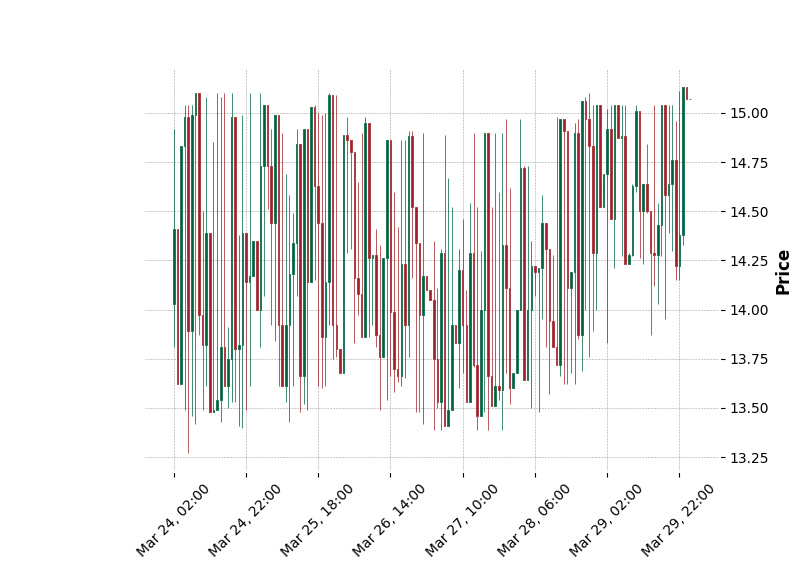 15.00
14.75
14.50
14.25
14.00
13.75
13.50
13.25
Price
Mar 24, 02:00
Mar 24, 22:00
Mar 25, 18:00
Mar 26, 14:00
Mar 27, 10:00
Mar 28, 06:00
Mar 29, 02:00
Mar 29, 22:00